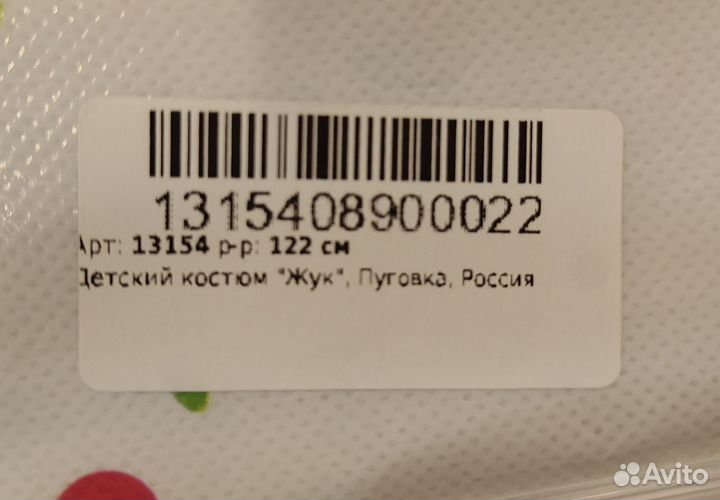 1315408900022
Арт: 13154 р-р: 122 см
Детский костюм "Жук", Пуговка, Россия
Avito